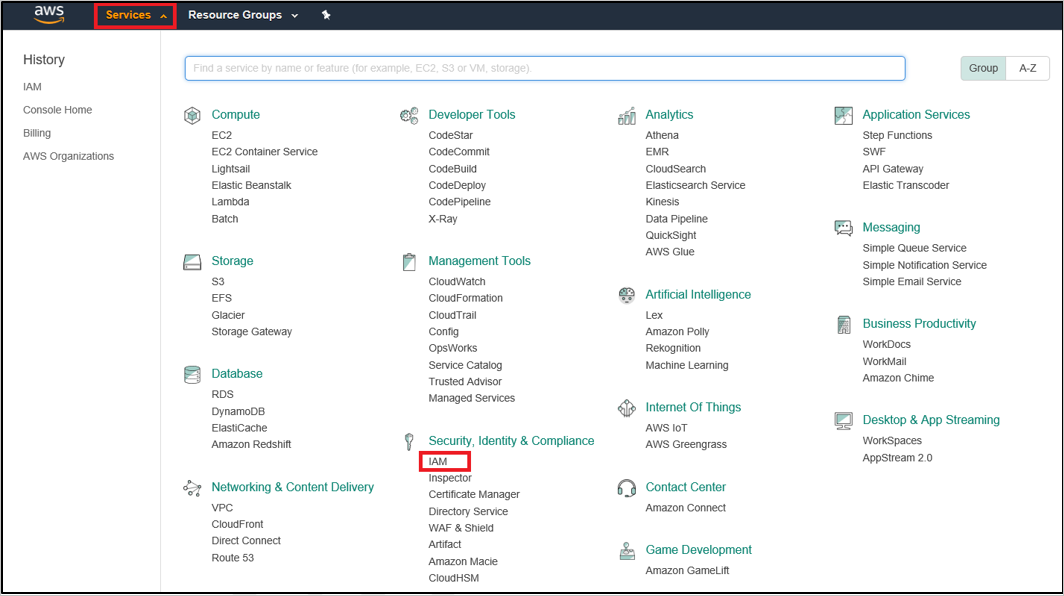 aws
Services
Resource Groups
History
IAM
Console Home
Billing
AWS Organizations
Find a service by name or feature (for example, EC2, S3 or VM, storage).
Group
A-Z
Compute
EC2
EC2 Container Service
Lightsail
Elastic Beanstalk
Lambda
Batch
Storage
S3
EFS
Glacier
Storage Gateway
Database
RDS
DynamoDB
ElastiCache
Amazon Redshift
Networking & Content Delivery
VPC
CloudFront
Direct Connect
Route 53
Developer Tools
CodeStar
CodeCommit
CodeBuild
CodeDeploy
CodePipeline
X-Ray
Management Tools
CloudWatch
CloudFormation
CloudTrail
Config
OpsWorks
Service Catalog
Trusted Advisor
Managed Services
Security, Identity & Compliance
IAM
Inspector
Certificate Manager
Directory Service
WAF & Shield
Artifact
Amazon Macie
CloudHSM
Analytics
Athena
EMR
CloudSearch
Elasticsearch Service
Kinesis
Data Pipeline
QuickSight
AWS Glue
Artificial Intelligence
Lex
Amazon Polly
Rekognition
Machine Learning
Internet Of Things
AWS IoT
AWS Greengrass
Contact Center
Amazon Connect
Game Development
Amazon GameLift
Application Services
Step Functions
SWF
API Gateway
Elastic Transcoder
Messaging
Simple Queue Service
Simple Notification Service
Simple Email Service
Business Productivity
WorkDocs
WorkMail
Amazon Chime
Desktop & App Streaming
WorkSpaces
AppStream 2.0